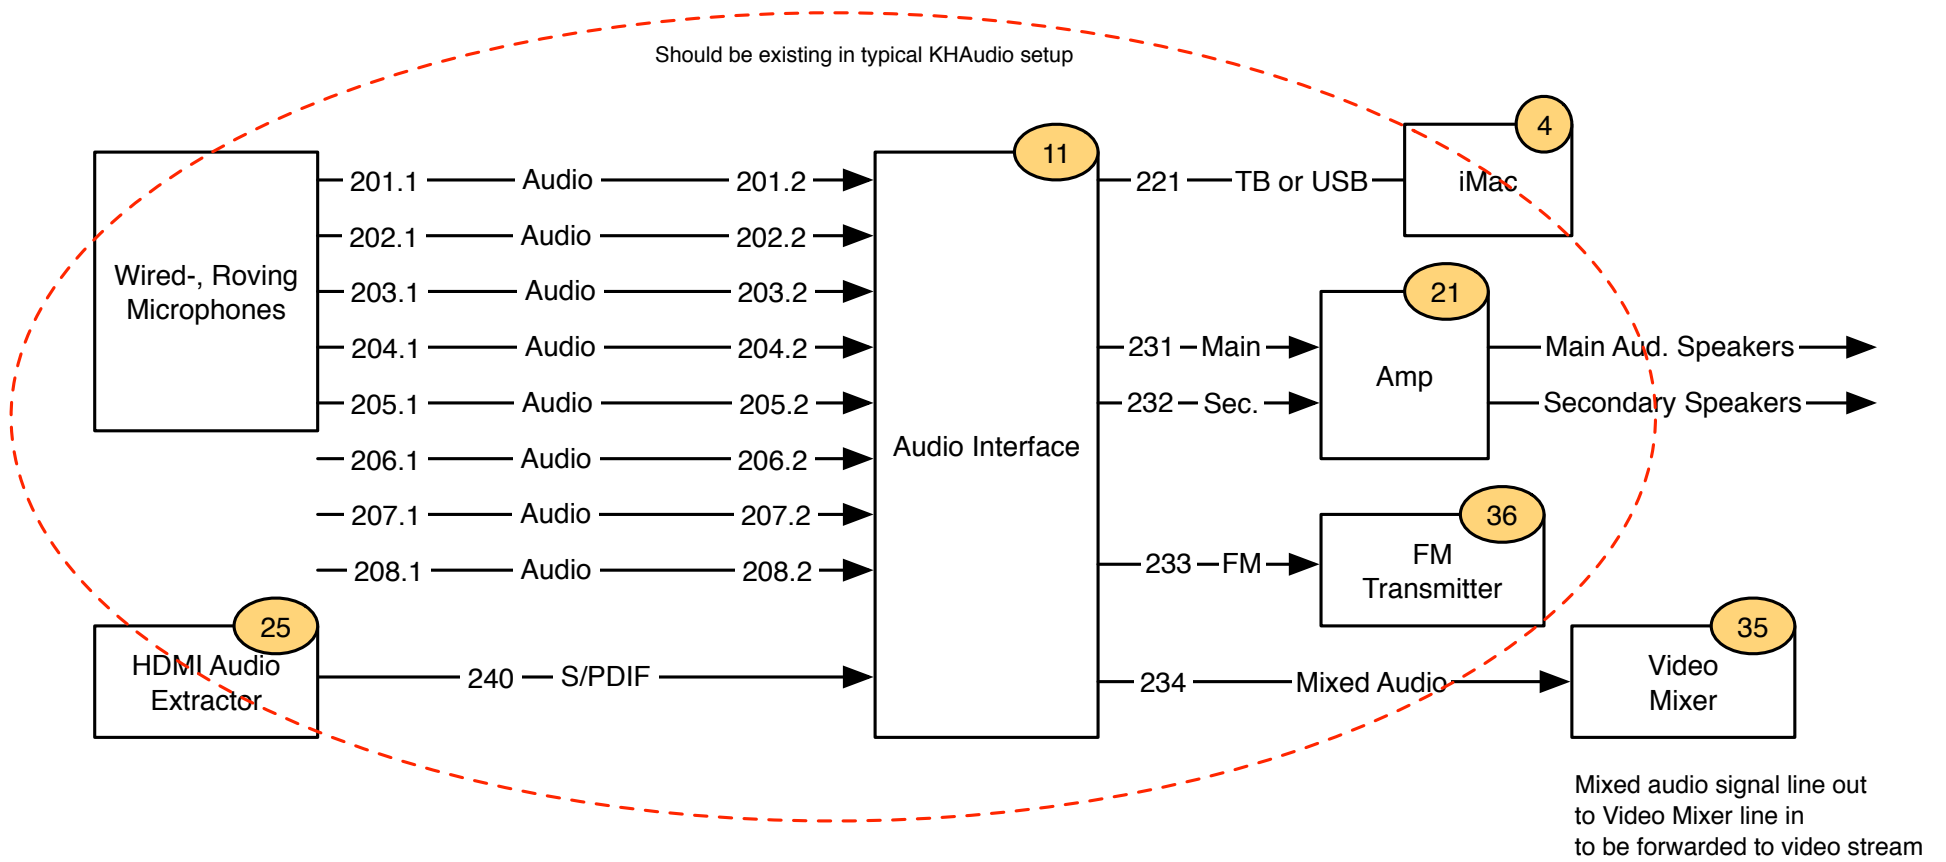 Should be existing in typical KHAudio setup
4
11
201.1 Audio 201.2
221 TB or USB
iMac
202.1 Audio 202.2
Wired-, Roving
Microphones
203.1 Audio 203.2
21
204.1 Audio 204.2
231 Main
Main Aud. Speakers
Amp
205.1 Audio 205.2
232 Sec.
Secondary Speakers
Audio Interface
206.1 Audio 206.2
207.1 Audio 207.2
36
FM
Transmitter
233 FM
208.1 Audio 208.2
25
HDMI Audio
Extractor
240 S/PDIF
234 Mixed Audio
35
Video
Mixer
Mixed audio signal line out
to Video Mixer line in
to be forwarded to video stream